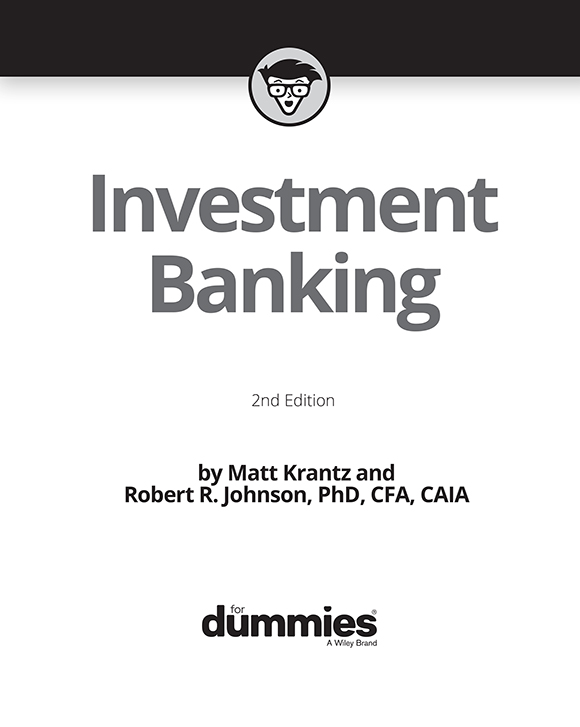 Investment
Banking
2nd Edition
by Matt Krantz and
Robert R. Johnson, PhD, CFA, CAIA
for
dummies®
A Wiley Brand